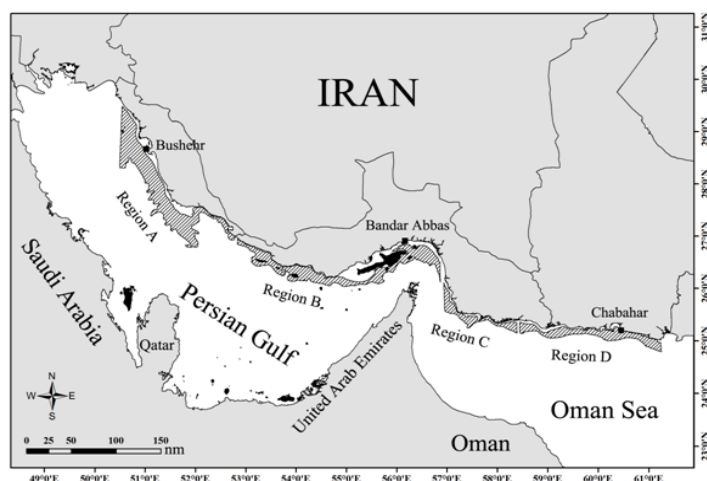 IRAN
Bushehr
Region A
Bandar Abbas
Saudi Arabia
Region B
Persian Gulf
Chabahar
Region C
Region D
Qatar
United Arab Emirates
Oman Sea
Oman
N
W E
S
0 25 50 100 150
nm
31°0'N
30°0'N
29°0'N
28°0'N
27°0'N
26°0'N
25°0'N
24°0'N
23°0'N
49°0'E 50°0'E 51°0'E 52°0'E 53°0'E 54°0'E 55°0'E 56°0'E 57°0'E 58°0'E 59°0'E 60°0'E 61°0'E